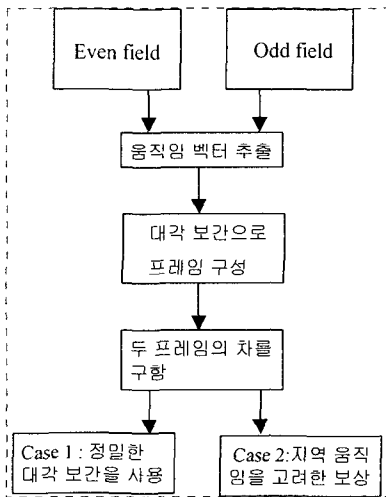 Even field
Odd field
움직임 벡터 추출
대각 보간으로
프레임 구성
두 프레임의 차를
구함
Case 1 : 정밀한
대각 보간을 사용
Case 2:지역 움직
임을 고려한 보상